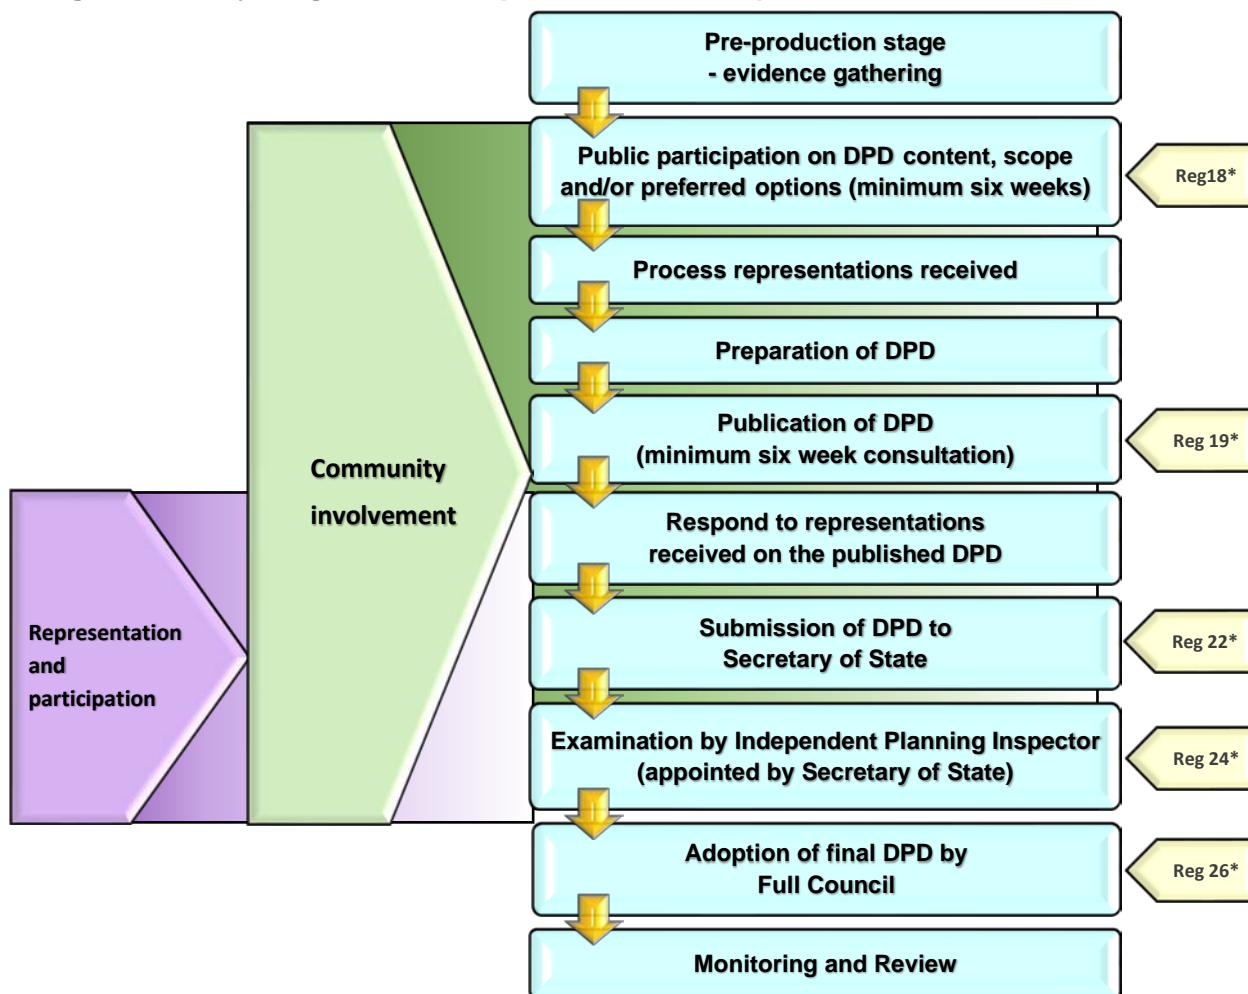 Pre-production stage
- evidence gathering
Public participation on DPD content, scope
and/or preferred options (minimum six weeks)
Reg18*
Process representations received
Preparation of DPD
Publication of DPD
(minimum six week consultation)
Reg 19*
Community
involvement
Respond to representations
received on the published DPD
Representation
and
participation
Submission of DPD to
Secretary of State
Reg 22*
Examination by Independent Planning Inspector
(appointed by Secretary of State)
Reg 24*
Adoption of final DPD by
Full Council
Reg 26*
Monitoring and Review